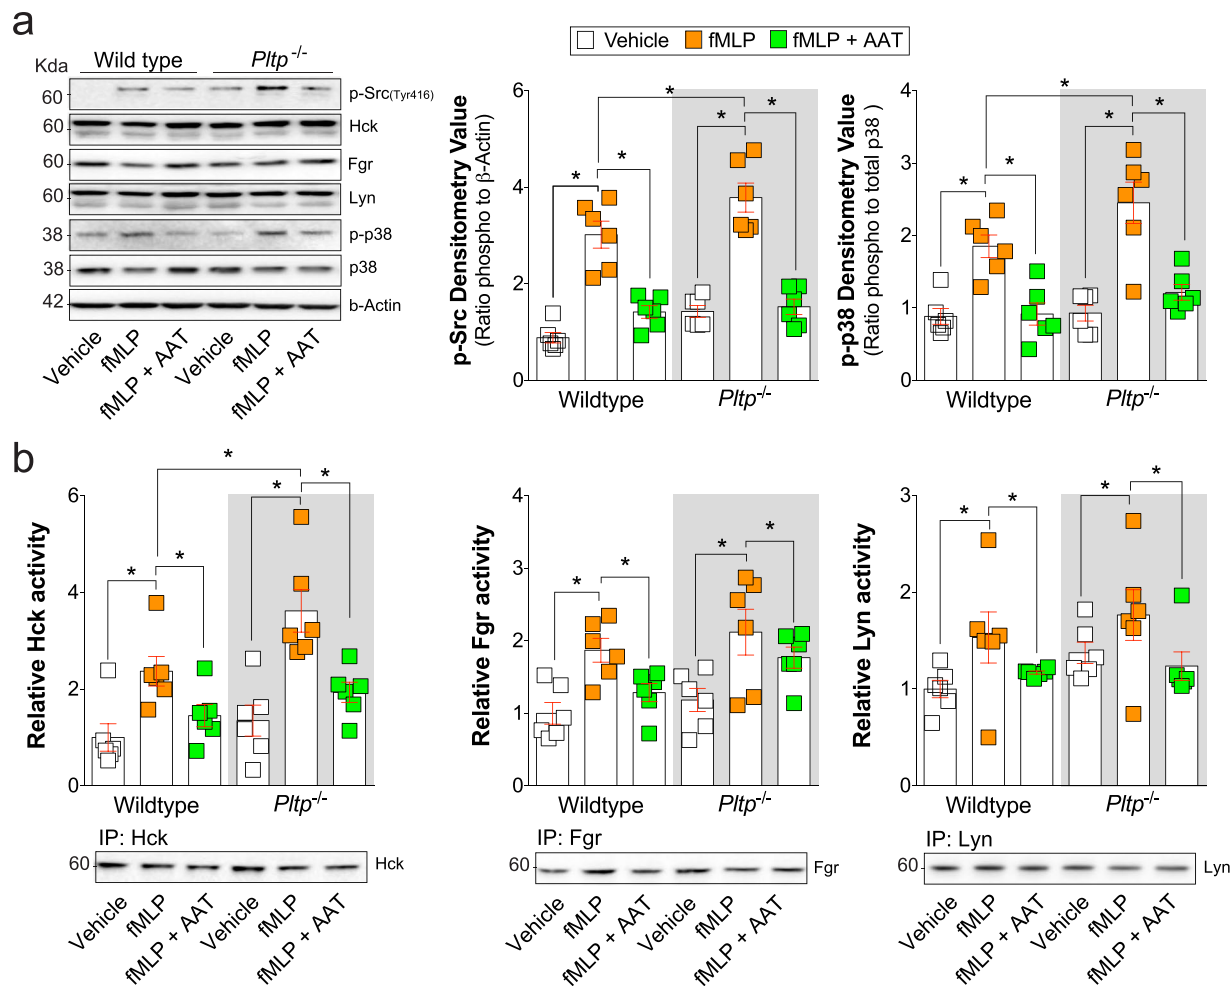 a
Vehicle fMLP fMLP + AAT
Wild type Pltp -/-
Kda
60 p-Src(Tyr416)
60 Hck
60 Fgr
60 Lyn
38 p-p38
38 p38
42 b-Actin
Vehicle fMLP fMLP + AAT Vehicle fMLP fMLP + AAT
p-Src Densitometry Value
(Ratio phospho to β-Actin)
6
4
2
0
* * * * *
Wildtype Pltp-/-
p-p38 Densitometry Value
(Ratio phospho to total p38 )
4
3
2
1
0
* * * * *
Wildtype Pltp-/-
b
Relative Hck activity
6
4
2
0
* * * * *
Wildtype Pltp-/-
IP: Hck
60 Hck
Vehicle fMLP fMLP + AAT Vehicle fMLP fMLP + AAT
Relative Fgr activity
4
3
2
1
0
* * * *
Wildtype Pltp-/-
IP: Fgr
60 Fgr
Vehicle fMLP fMLP + AAT Vehicle fMLP fMLP + AAT
Relative Lyn activity
3
2
1
0
* * * *
Wildtype Pltp-/-
IP: Lyn
60 Lyn
Vehicle fMLP fMLP + AAT Vehicle fMLP fMLP + AAT